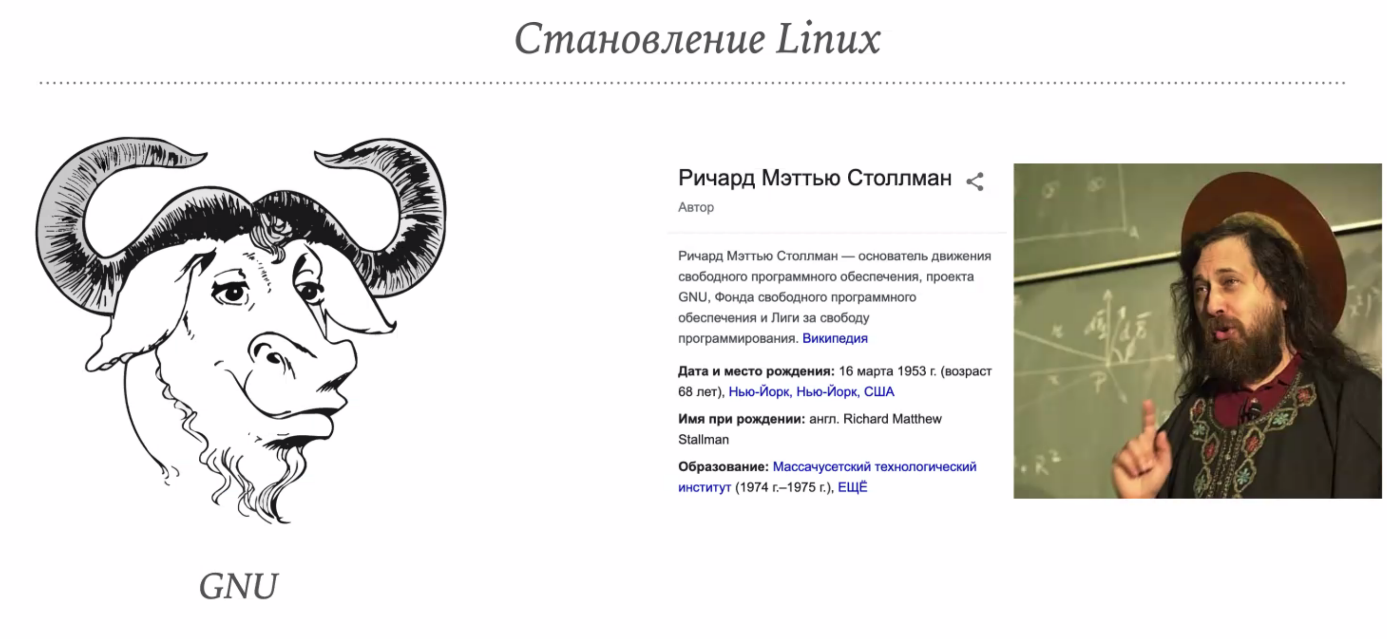 Становление Linux
Ричард Мэттью Столлман
Автор
Ричард Мэттью Столлман — основатель движения
свободного программного обеспечения, проекта
GNU, Фонда свободного программного
обеспечения и Лиги за свободу
программирования. Википедия
Дата и место рождения: 16 марта 1953 г. (возраст
68 лет), Нью-Йорк, Нью-Йорк, США
Имя при рождении: англ. Richard Matthew
Stallman
Образование: Массачусетский технологический
институт (1974 г.–1975 г.), ЕЩЁ
GNU